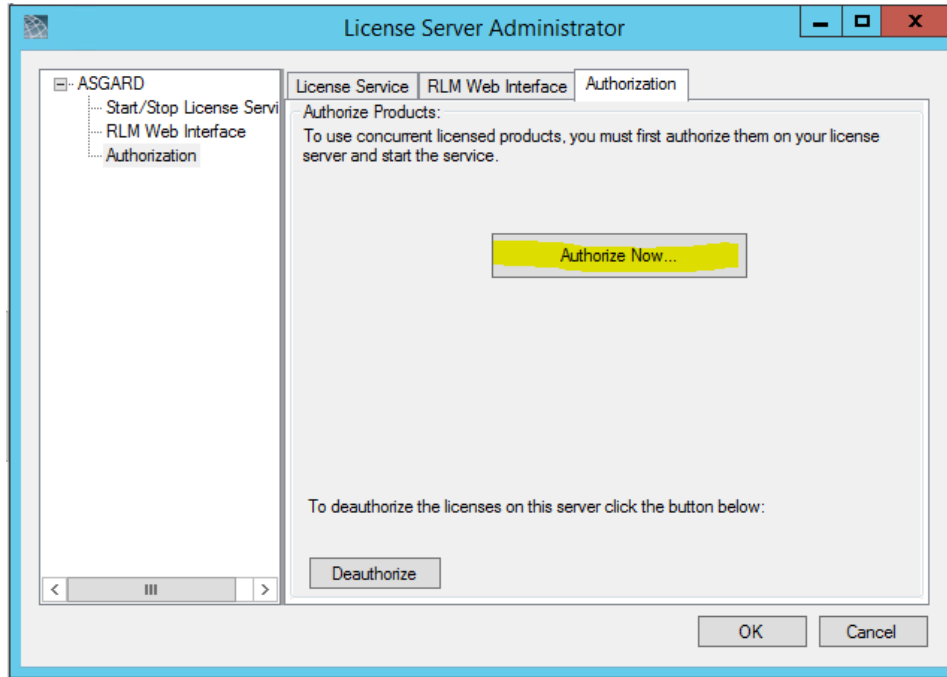 License Server Administrator
ASGARD
Start/Stop License Servi
RLM Web Interface
Authorization
License Service
RLM Web Interface
Authorization
Authorize Products:
To use concurrent licensed products, you must first authorize them on your license
server and start the service.
Authorize Now...
To deauthorize the licenses on this server click the button below:
Deauthorize
OK
Cancel